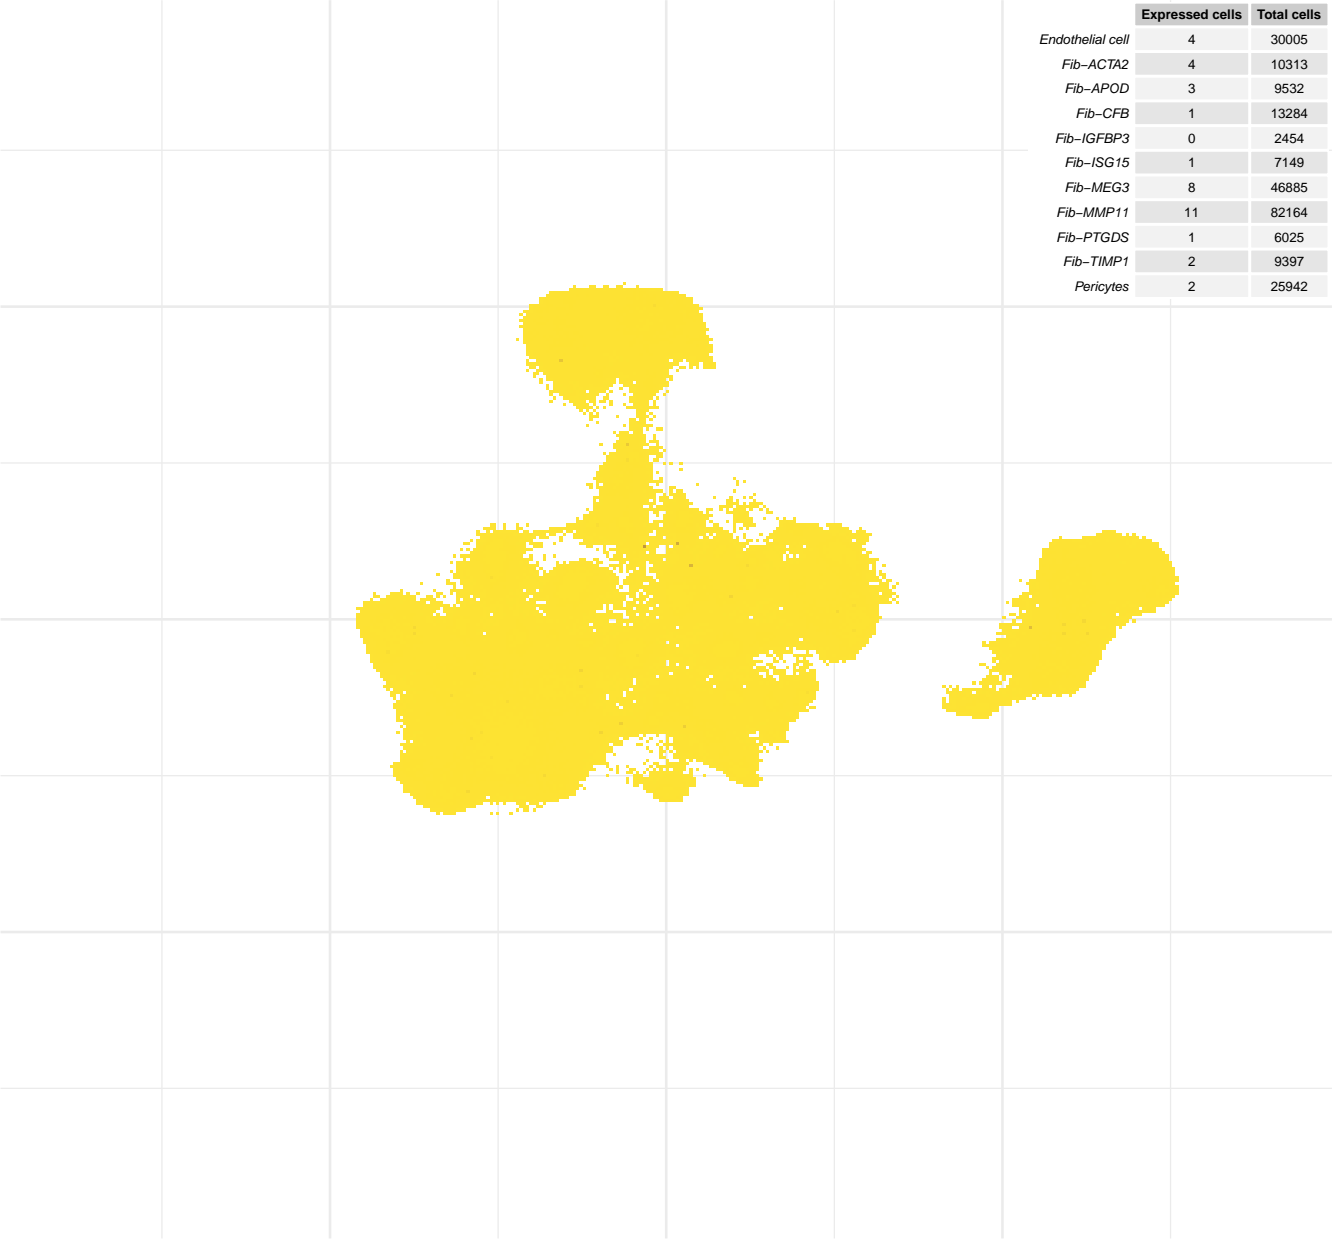 Expressed cells Total cells
Endothelial cell 4 30005
Fib−ACTA2 4 10313
Fib−APOD 3 9532
Fib−CFB 1 13284
Fib−IGFBP3 0 2454
Fib−ISG15 1 7149
Fib−MEG3 8 46885
Fib−MMP11 11 82164
Fib−PTGDS 1 6025
Fib−TIMP1 2 9397
Pericytes 2 25942